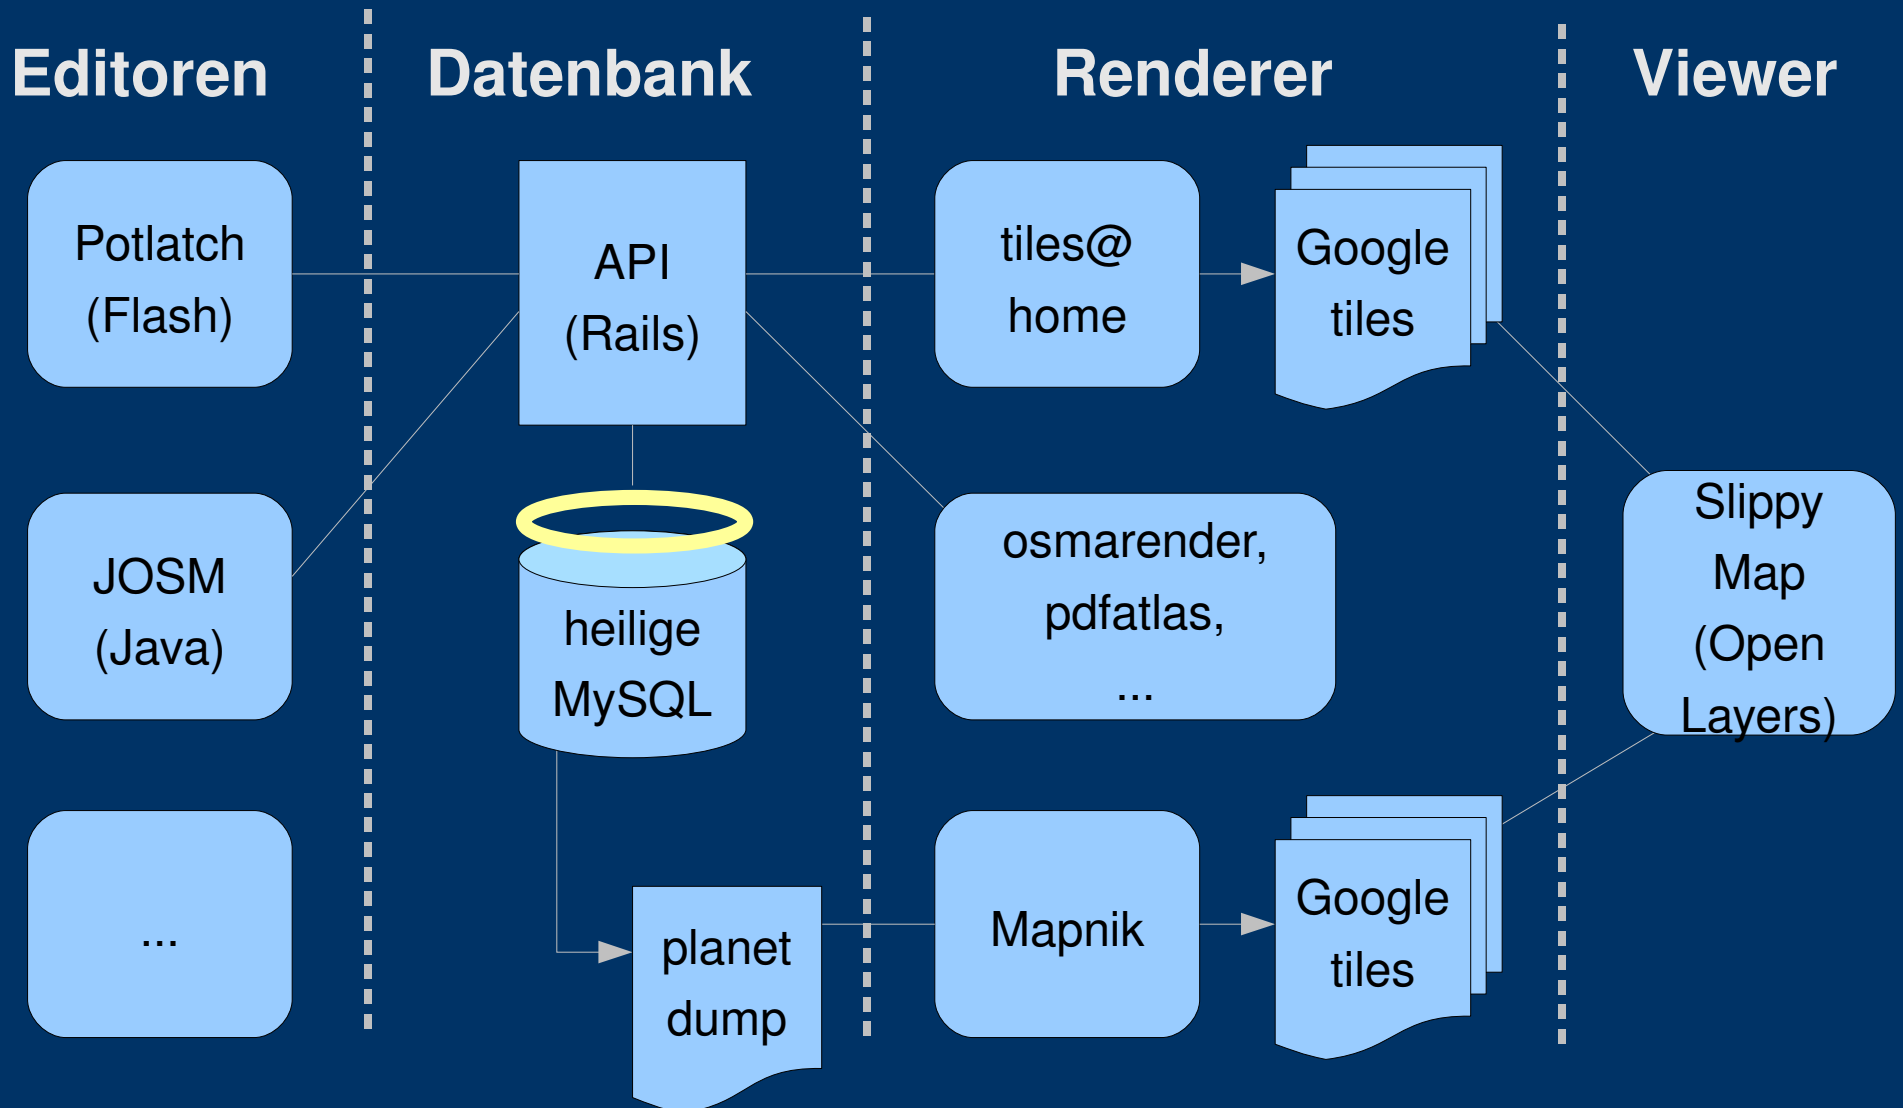 Editoren
Datenbank
Renderer
Viewer
Potlatch
(Flash)
API
(Rails)
tiles@
home
Google
tiles
JOSM
(Java)
heilige
MySQL
osmarender,
pdfatlas,
...
Slippy
Map
(Open
Layers)
...
planet
dump
Mapnik
Google
tiles